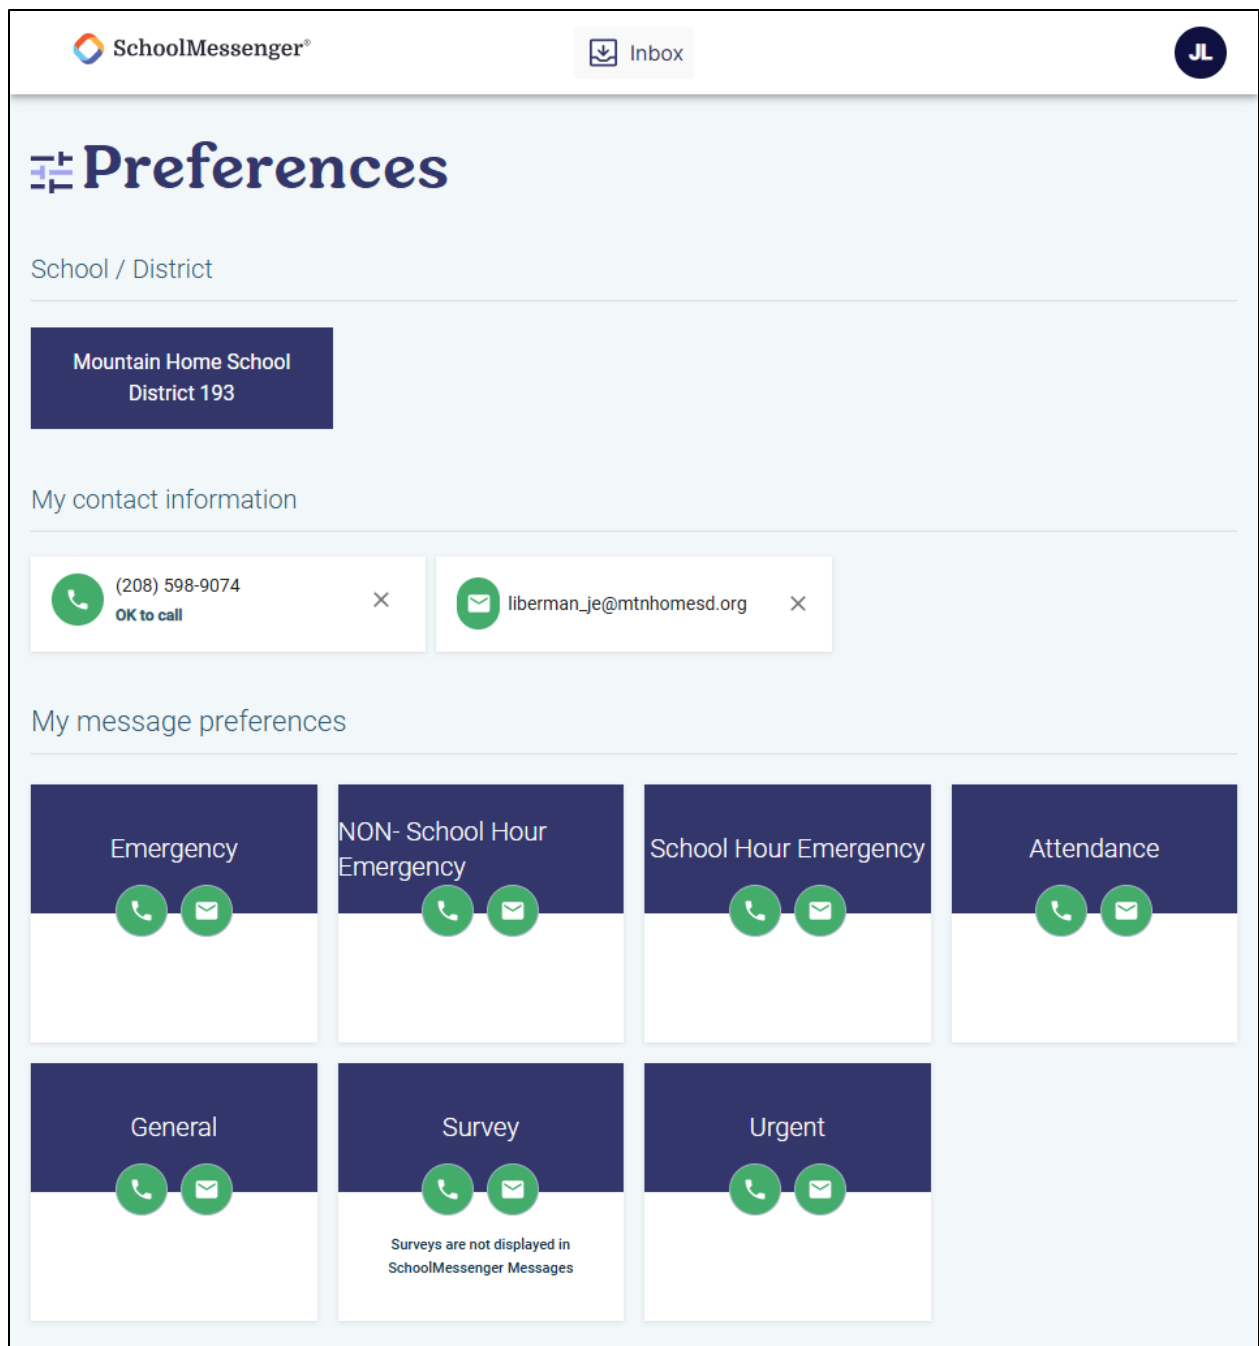 SchoolMessenger®
Inbox
JL
Preferences
School / District
Mountain Home School
District 193
My contact information
(208) 598-9074
OK to call
liberman_je@mtnhomesd.org
My message preferences
Emergency
NON- School Hour
Emergency
School Hour Emergency
Attendance
General
Survey
Urgent
Surveys are not displayed in
SchoolMessenger Messages